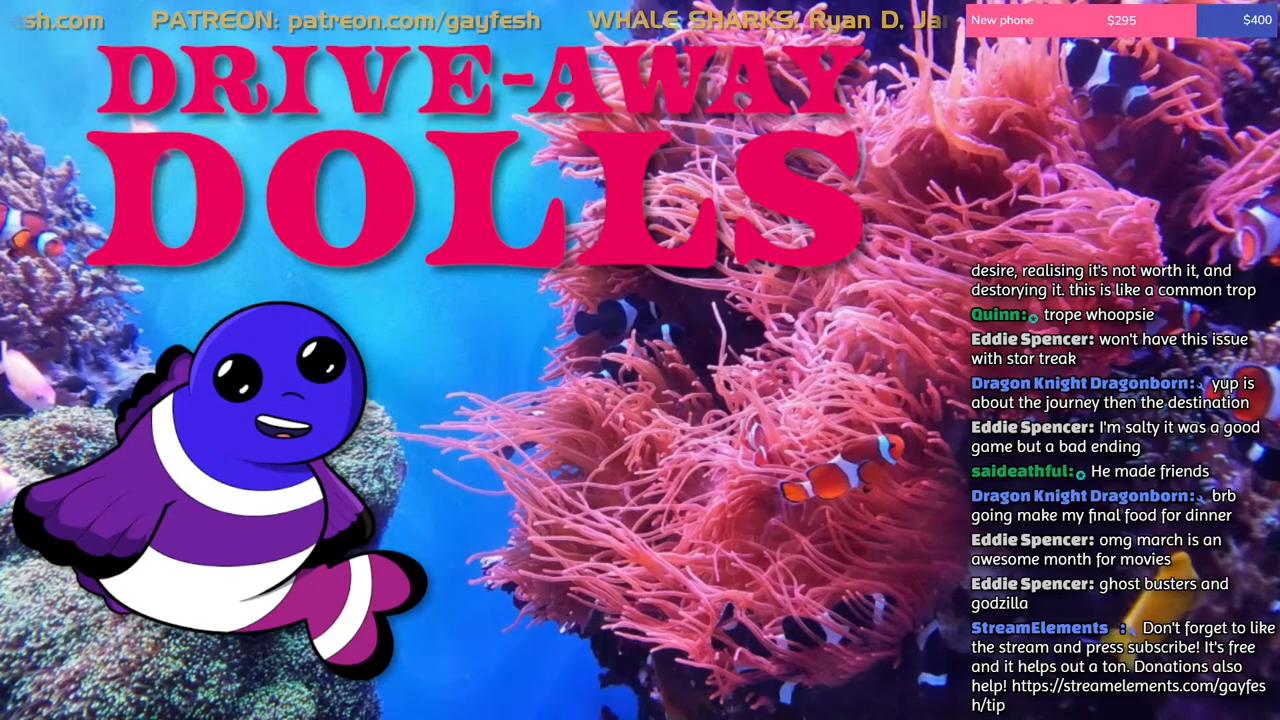 sh.com PATREON: patreon.com/gayfesh WHALE SHARKS: Ryan D, Ja
New phone $295 $400
DRIVE-AWAY
DOLLS
desire, realising it's not worth it, and
destorying it. this is like a common trop
Quinn: trope whoopsie
Eddie Spencer: won't have this issue
with star treak
Dragon Knight Dragonborn: yup is
about the journey then the destination
Eddie Spencer: I'm salty it was a good
game but a bad ending
saideathful: He made friends
Dragon Knight Dragonborn: brb
going make my final food for dinner
Eddie Spencer: omg march is an
awesome month for movies
Eddie Spencer: ghost busters and
godzilla
StreamElements : Don't forget to like
the stream and press subscribe! It's free
and it helps out a ton. Donations also
help! https://streamelements.com/gayfes
h/tip